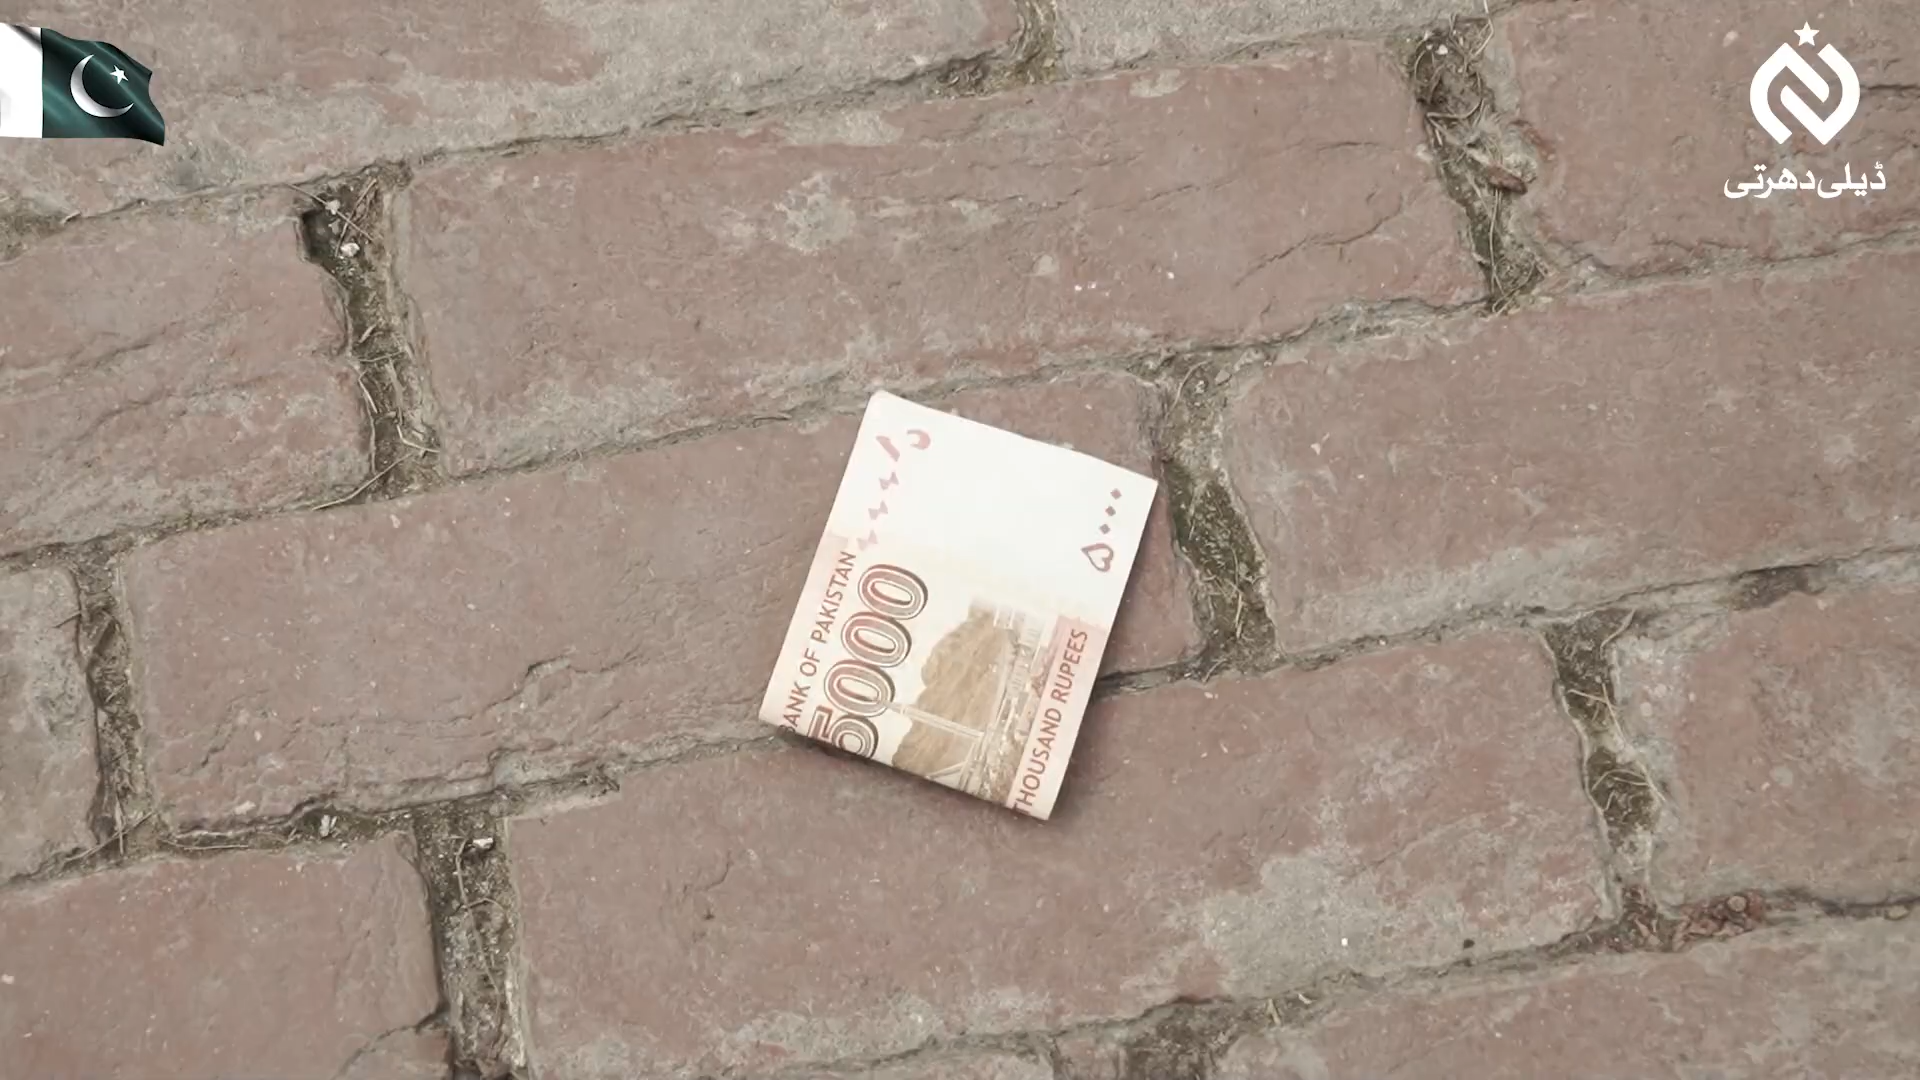 ڈیلی دھرتی
۵۰۰۰
BANK OF PAKISTAN
5000
THOUSAND RUPEES